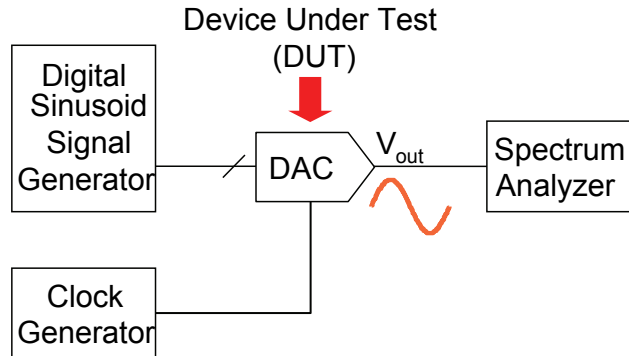 Device Under Test
(DUT)
Digital
Sinusoid
Signal
Generator
DAC
Vout
Spectrum
Analyzer
Clock
Generator